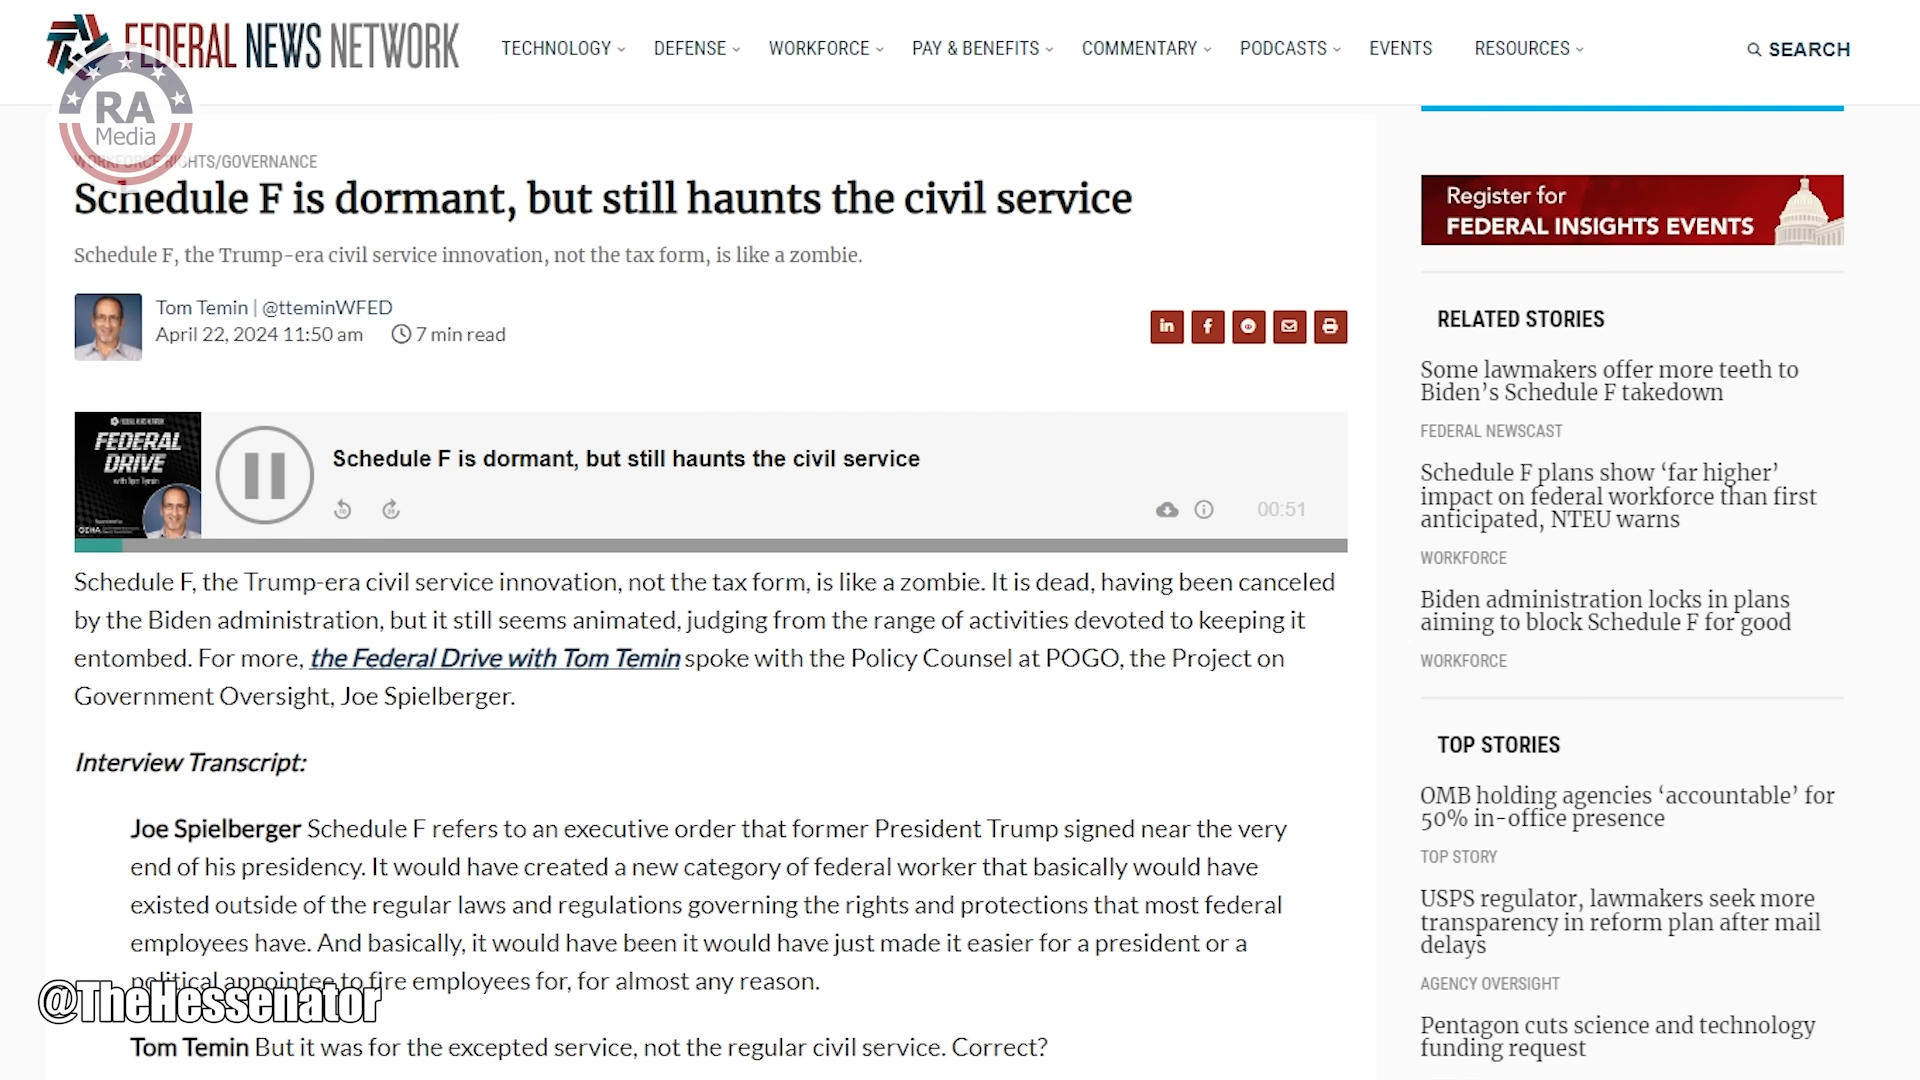 FEDERAL NEWS NETWORK
TECHNOLOGY
DEFENSE
WORKFORCE
PAY & BENEFITS
COMMENTARY
PODCASTS
EVENTS
RESOURCES
SEARCH
RA
Media
WORKFORCE RIGHTS/GOVERNANCE
Schedule F is dormant, but still haunts the civil service
Schedule F, the Trump-era civil service innovation, not the tax form, is like a zombie.
Tom Temin | @tteminWFED
April 22, 2024 11:50 am
7 min read
FEDERAL NEWS NETWORK
FEDERAL
DRIVE
with Tom Temin
GEHA
Schedule F is dormant, but still haunts the civil service
00:51
Schedule F, the Trump-era civil service innovation, not the tax form, is like a zombie. It is dead, having been canceled
by the Biden administration, but it still seems animated, judging from the range of activities devoted to keeping it
entombed. For more, the Federal Drive with Tom Temin spoke with the Policy Counsel at POGO, the Project on
Government Oversight, Joe Spielberger.
Interview Transcript:
Joe Spielberger Schedule F refers to an executive order that former President Trump signed near the very
end of his presidency. It would have created a new category of federal worker that basically would have
existed outside of the regular laws and regulations governing the rights and protections that most federal
employees have. And basically, it would have been it would have just made it easier for a president or a
political appointee to fire employees for, for almost any reason.
@TheHessenator
Tom Temin But it was for the excepted service, not the regular civil service. Correct?
Register for
FEDERAL INSIGHTS EVENTS
RELATED STORIES
Some lawmakers offer more teeth to
Biden’s Schedule F takedown
FEDERAL NEWSCAST
Schedule F plans show ‘far higher’
impact on federal workforce than first
anticipated, NTEU warns
WORKFORCE
Biden administration locks in plans
aiming to block Schedule F for good
WORKFORCE
TOP STORIES
OMB holding agencies ‘accountable’ for
50% in-office presence
TOP STORY
USPS regulator, lawmakers seek more
transparency in reform plan after mail
delays
AGENCY OVERSIGHT
Pentagon cuts science and technology
funding request